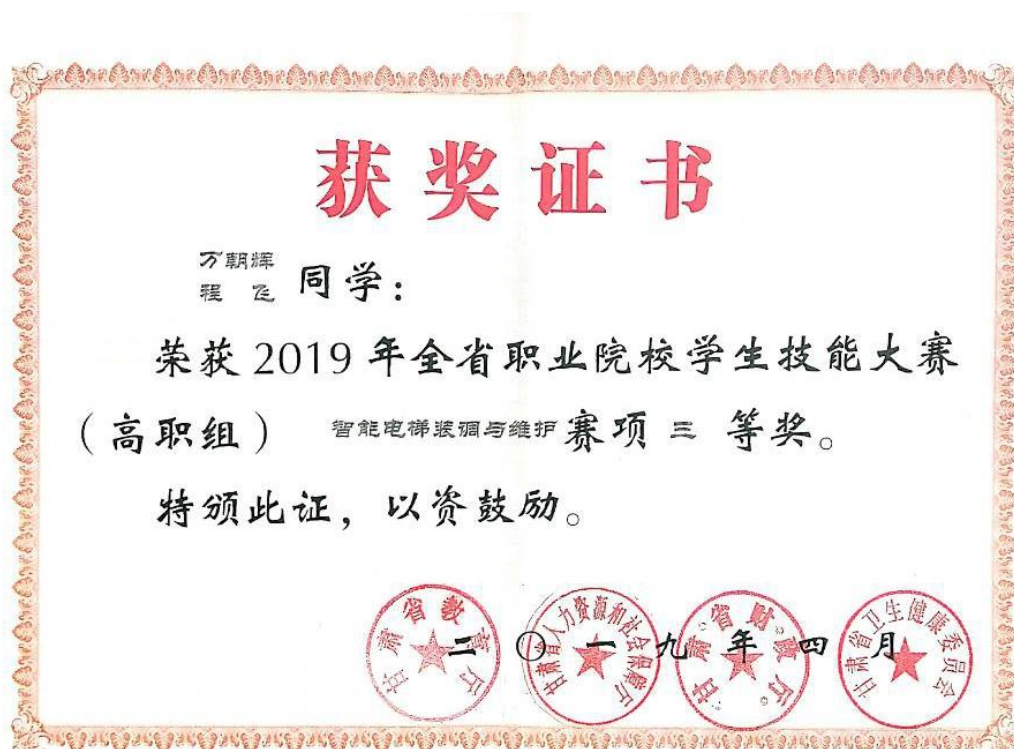 获奖证书
万朝辉
程飞 同学：
荣获2019年全省职业院校学生技能大赛
（高职组） 智能电梯装调与维护赛项三等奖。
特颁此证，以资鼓励。
甘肃省教育厅
甘肃省人力资源和社会保障厅
甘肃省财政厅
甘肃省卫生健康委员会
二〇一九年四月